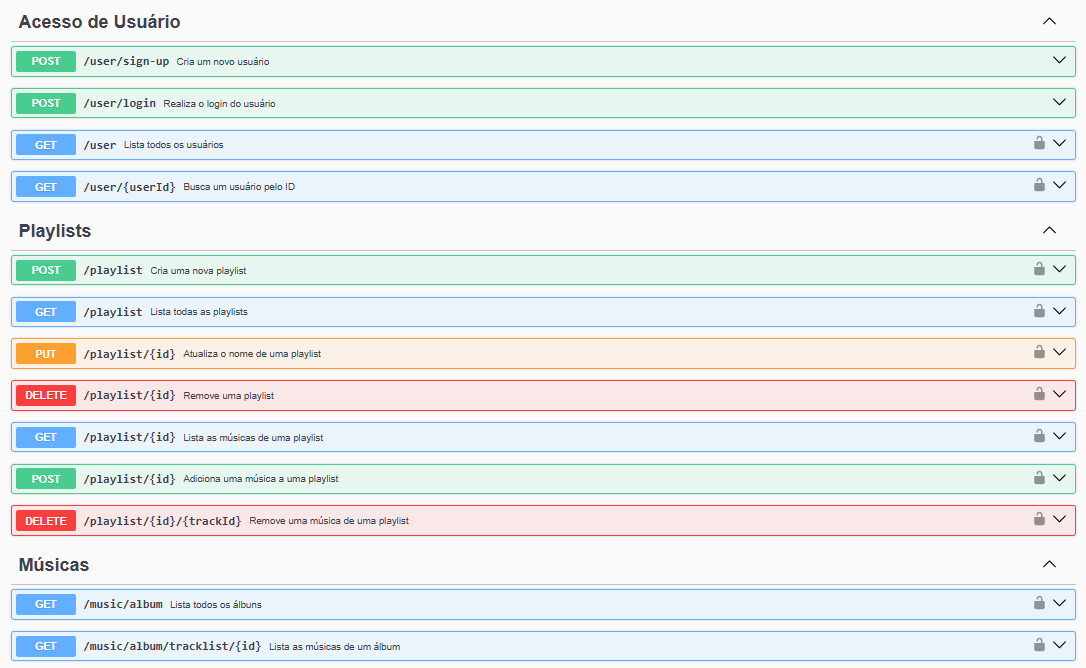 Acesso de Usuário
POST /user/sign-up Cria um novo usuário
POST /user/login Realiza o login do usuário
GET /user Lista todos os usuários
GET /user/{userId} Busca um usuário pelo ID
Playlists
POST /playlist Cria uma nova playlist
GET /playlist Lista todas as playlists
PUT /playlist/{id} Atualiza o nome de uma playlist
DELETE /playlist/{id} Remove uma playlist
GET /playlist/{id} Lista as músicas de uma playlist
POST /playlist/{id} Adiciona uma música a uma playlist
DELETE /playlist/{id}/{trackId} Remove uma música de uma playlist
Músicas
GET /music/album Lista todos os álbuns
GET /music/album/tracklist/{id} Lista as músicas de um álbum